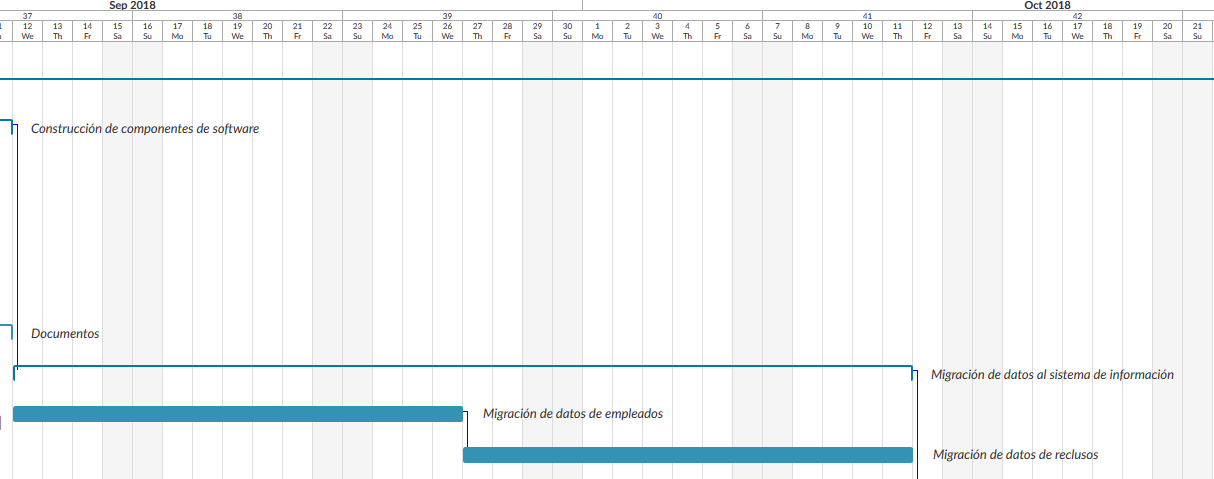 Sep 2018 Oct 2018
37 38 39 40 41 42
12 13 14 15 16 17 18 19 20 21 22 23 24 25 26 27 28 29 30 1 2 3 4 5 6 7 8 9 10 11 12 13 14 15 16 17 18 19 20 21
We Th Fr Sa Su Mo Tu We Th Fr Sa Su Mo Tu We Th Fr Sa Su Mo Tu We Th Fr Sa Su Mo Tu We Th Fr Sa Su Mo Tu We Th Fr Sa Su
Construcción de componentes de software
Documentos
Migración de datos al sistema de información
Migración de datos de empleados
Migración de datos de reclusos